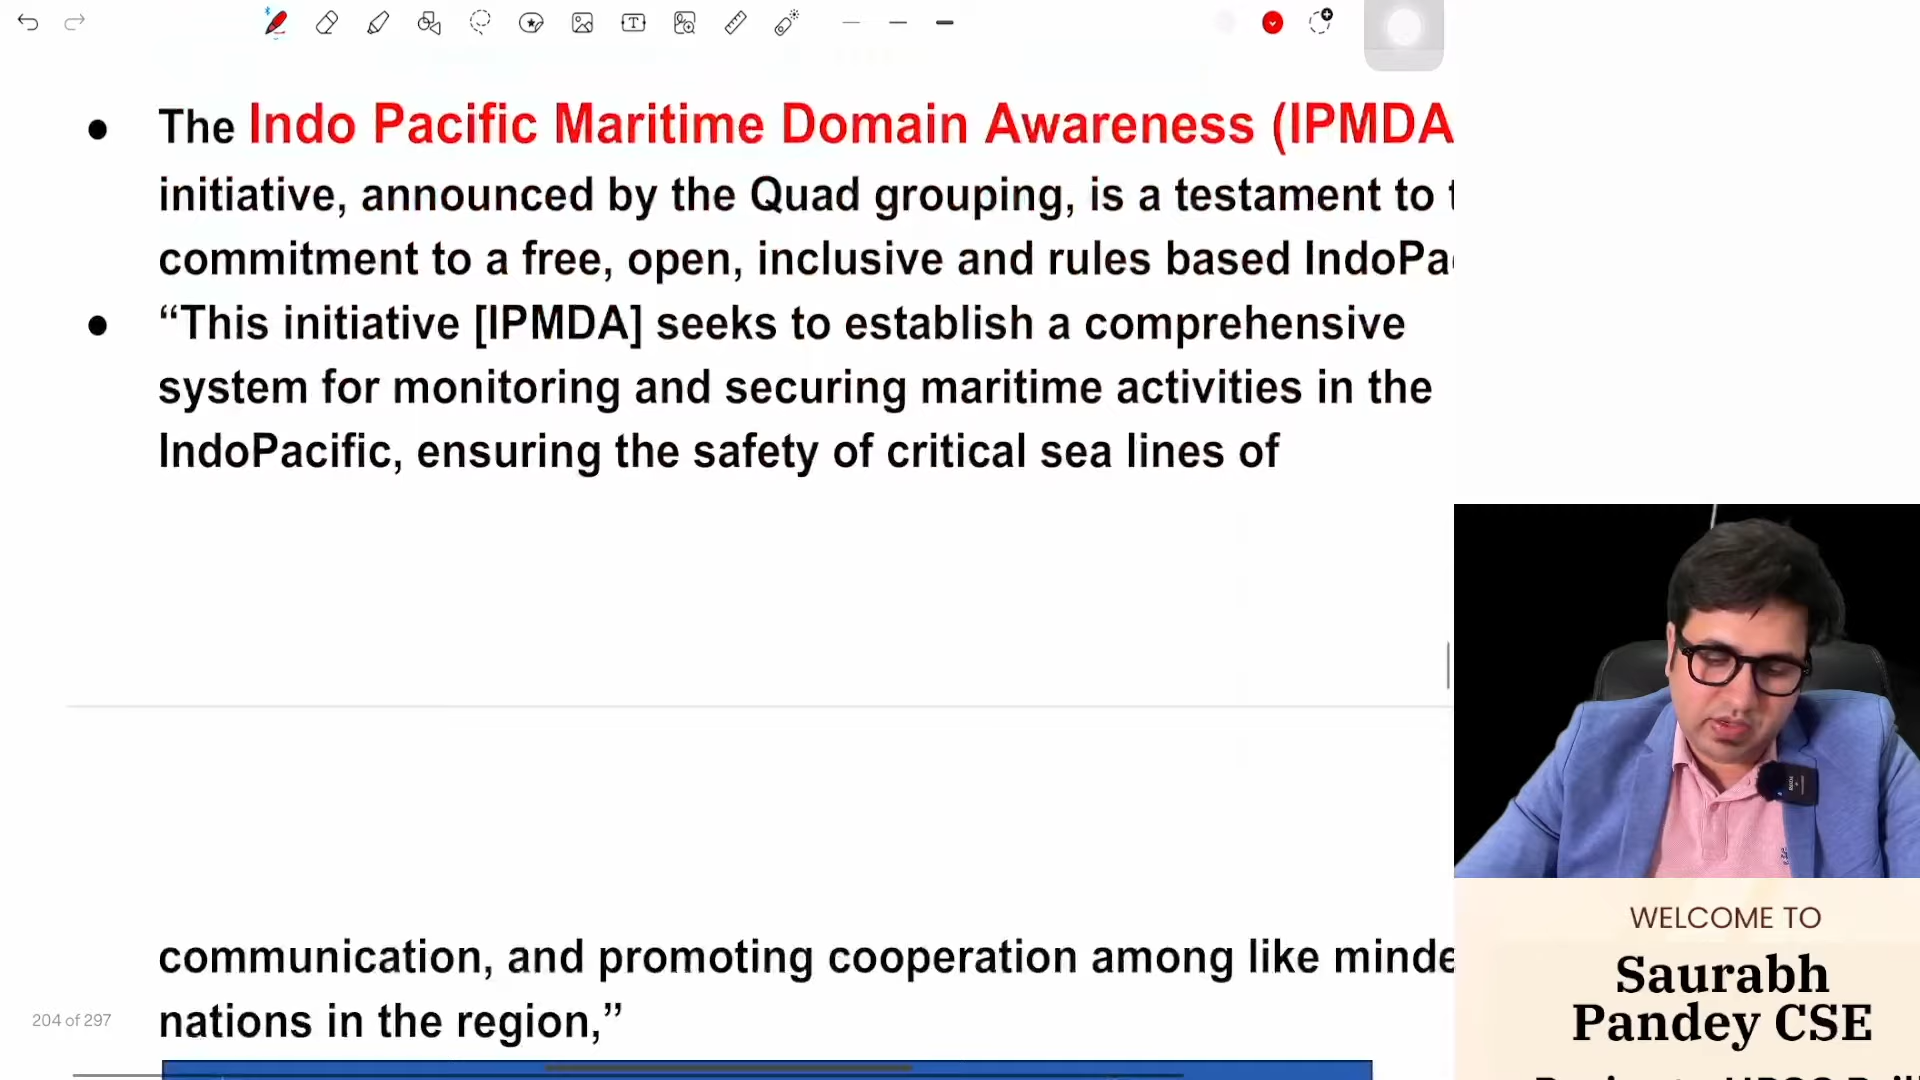 The Indo Pacific Maritime Domain Awareness (IPMDA
initiative, announced by the Quad grouping, is a testament to
commitment to a free, open, inclusive and rules based IndoPa
“This initiative [IPMDA] seeks to establish a comprehensive
system for monitoring and securing maritime activities in the
IndoPacific, ensuring the safety of critical sea lines of
communication, and promoting cooperation among like minde
nations in the region,”
204 of 297
WELCOME TO
Saurabh
Pandey CSE